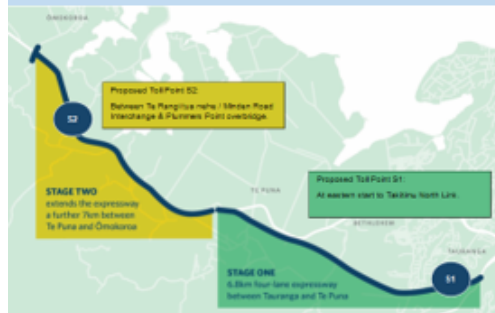 ŌMOKOROA
Proposed Toll Point S2:
Between Te Rangituanehu / Minden Road
Interchange & Plummers Point overbridge.
S2
Proposed Toll Point S1:
At eastern start to Takitimu North Link.
STAGE TWO
extends the expressway
a further 7km between
Te Puna and Ōmokoroa
TE PUNA
BETHLEHEM
TAURANGA
STAGE ONE
6.8km four-lane expressway
between Tauranga and Te Puna
S1